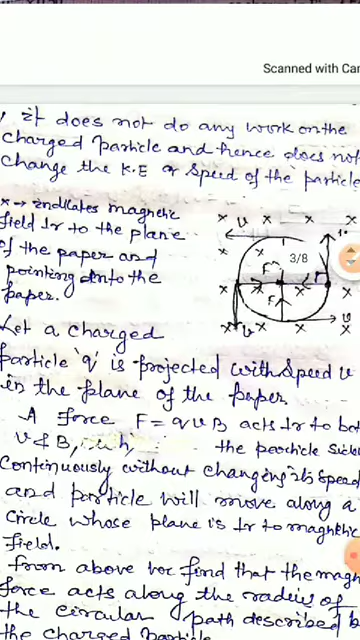 Scanned with Car
, it does not do any work on the
charged particle and hence does not
change the K.E or speed of the particle
x → indicates magnetic
field ⊥r to the plane
of the paper and
pointing into the
paper.
3/8
Let a charged
particle 'q' is projected with speed v
in the plane of the paper
A force F = qvB acts ⊥r to bot
v & B, the particle
continuously without changing its speed
and particle will move along a
circle whose plane is ⊥r to magnetic
field.
From above we find that the mag
force acts along the radius of
the circular path described b
the charged particle